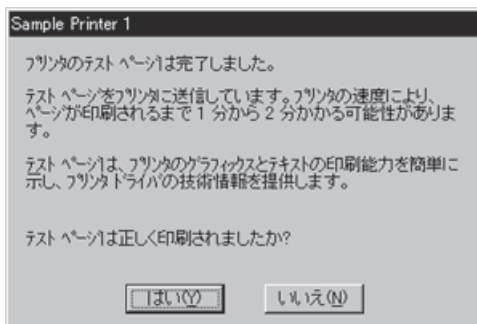 Sample Printer 1
プリンタのテスト ページは完了しました。
テスト ページをプリンタに送信しています。プリンタの速度により、
ページが印刷されるまで 1 分から 2 分かかる可能性がありま
す。
テスト ページは、プリンタのグラフィックスとテキストの印刷能力を簡単に
示し、プリンタ ドライバの技術情報を提供します。
テスト ページは正しく印刷されましたか?
はい(Y)
いいえ(N)